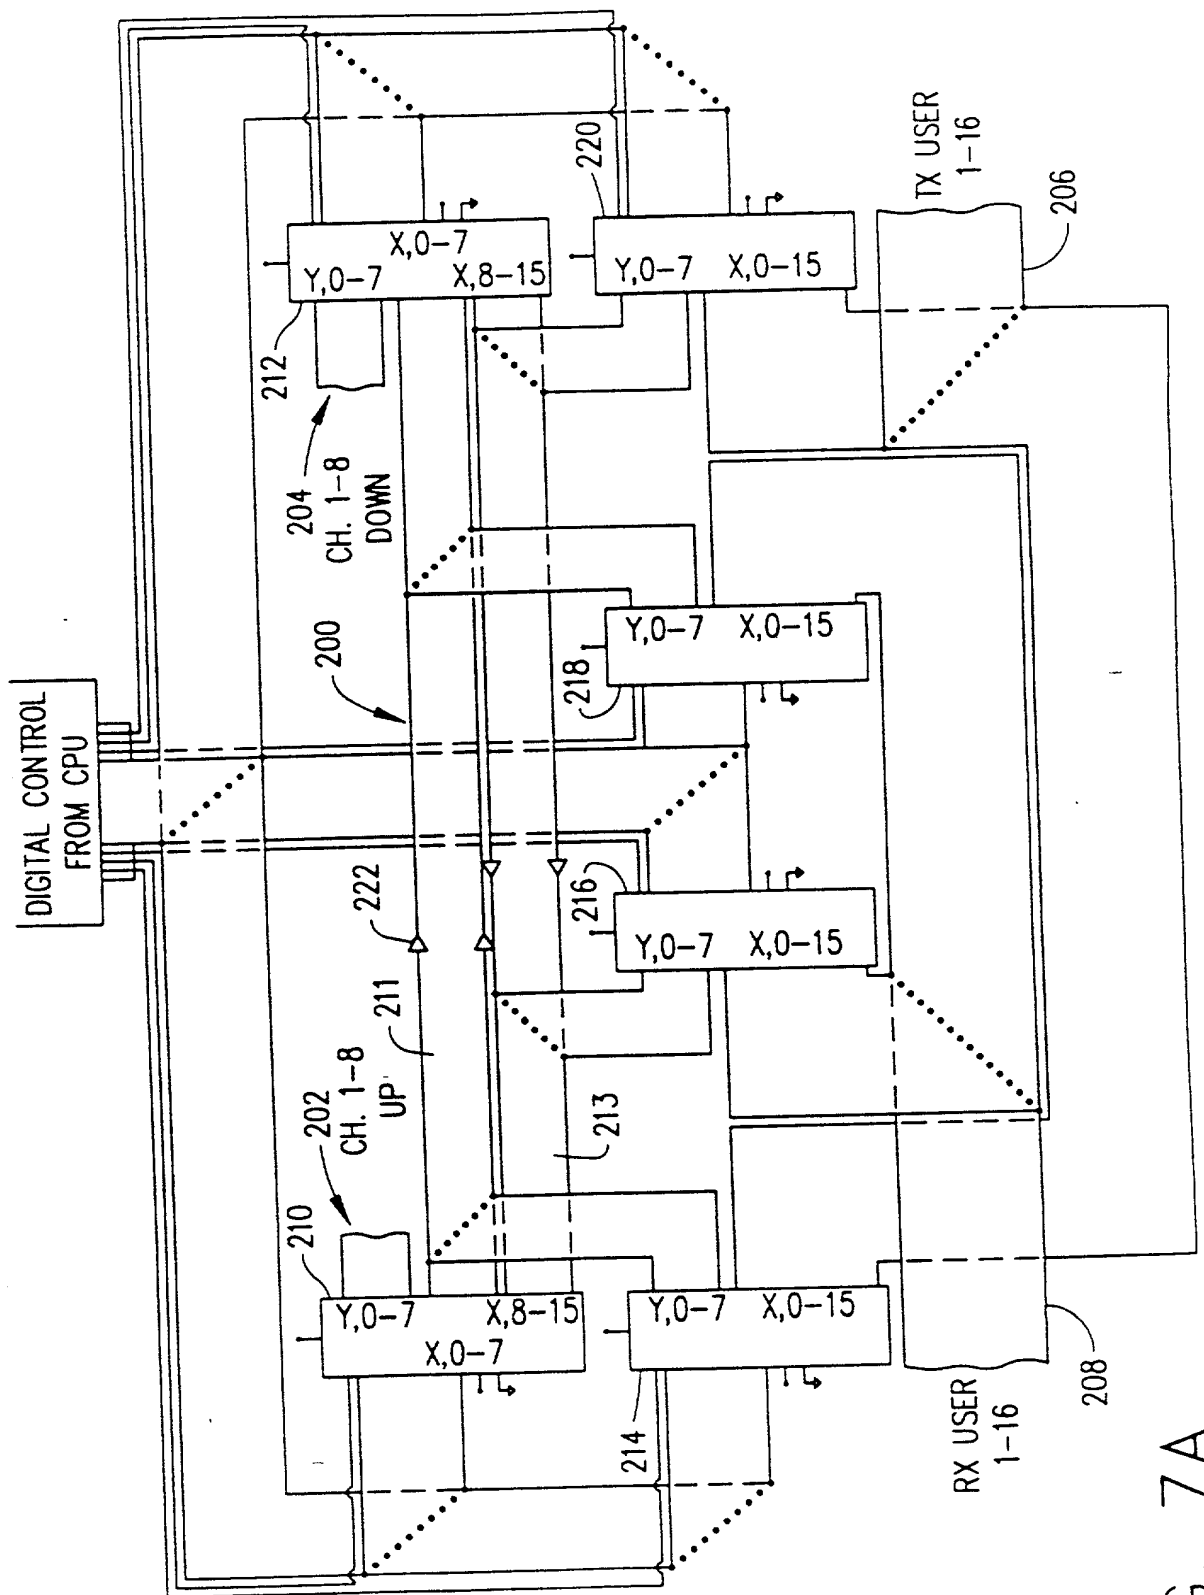 DIGITAL CONTROL
FROM CPU
202
CH. 1-8
UP
204
CH. 1-8
DOWN
200
210
Y,0-7
X,0-7
X,8-15
211
222
212
Y,0-7
X,0-7
X,8-15
213
214
Y,0-7
X,0-15
216
Y,0-7
X,0-15
218
Y,0-7
X,0-15
220
Y,0-7
X,0-15
RX USER
1-16
208
TX USER
1-16
206
7A